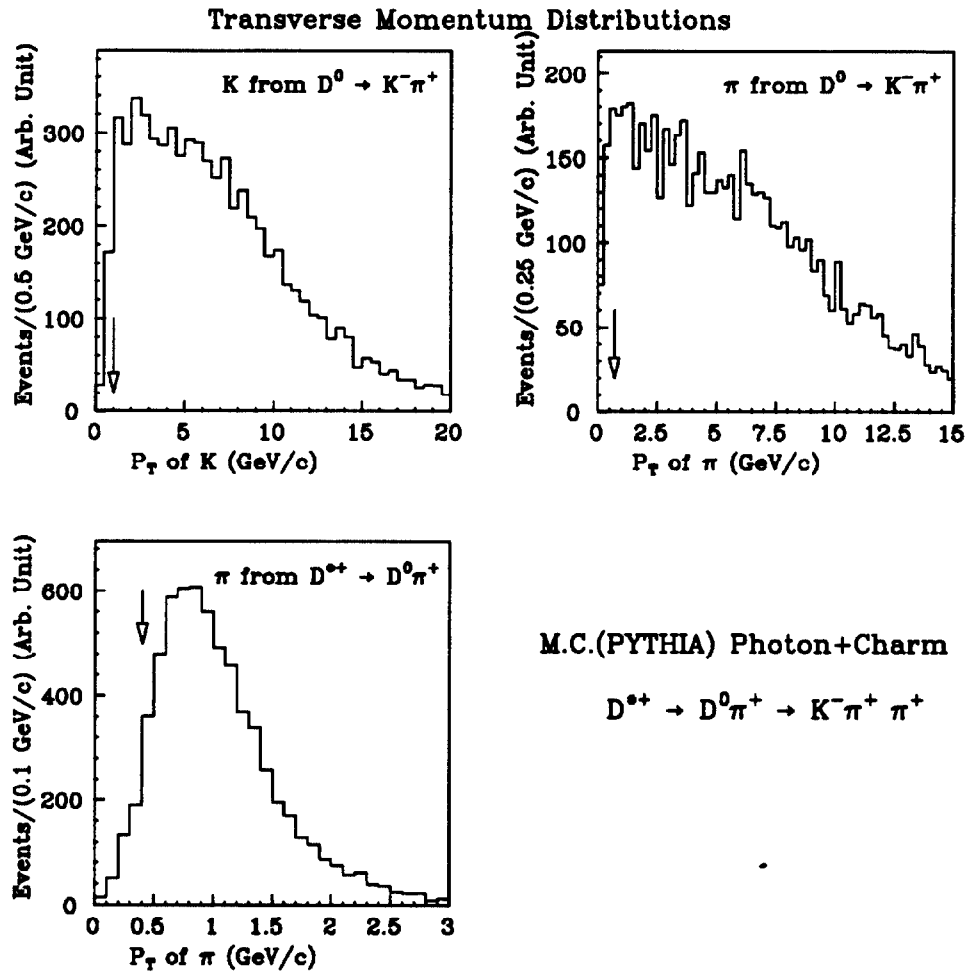 Transverse Momentum Distributions
K from D⁰ → K⁻π⁺
Events/(0.5 GeV/c) (Arb. Unit)
300
200
100
0
0 5 10 15 20
P_T of K (GeV/c)
π from D⁰ → K⁻π⁺
Events/(0.25 GeV/c) (Arb. Unit)
200
150
100
50
0
0 2.5 5 7.5 10 12.5 15
P_T of π (GeV/c)
π from D*⁺ → D⁰π⁺
Events/(0.1 GeV/c) (Arb. Unit)
600
400
200
0
0 0.5 1 1.5 2 2.5 3
P_T of π (GeV/c)
M.C.(PYTHIA) Photon+Charm
D*⁺ → D⁰π⁺ → K⁻π⁺ π⁺